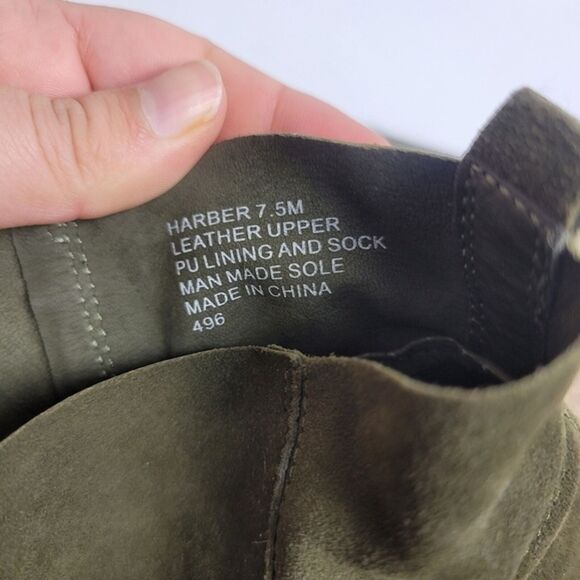 HARBER 7.5M
LEATHER UPPER
PU LINING AND SOCK
MAN MADE SOLE
MADE IN CHINA
496